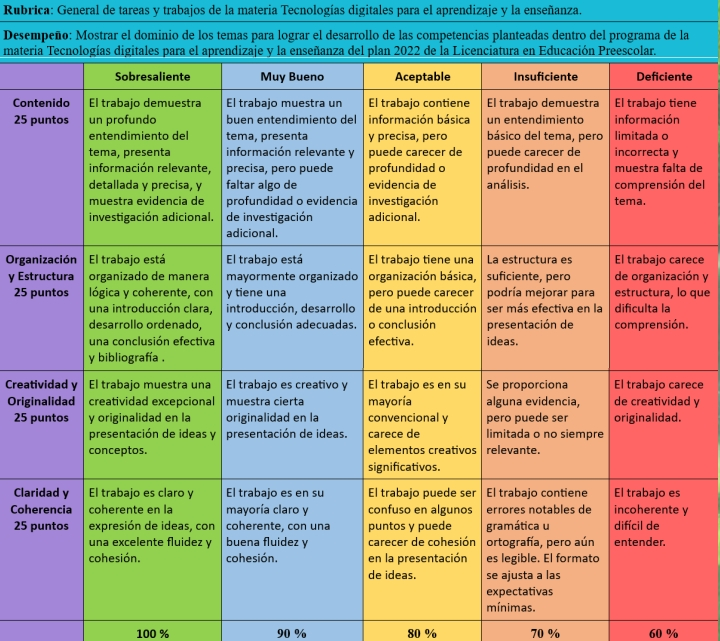 Rubrica: General de tareas y trabajos de la materia Tecnologías digitales para el aprendizaje y la enseñanza.
Desempeño: Mostrar el dominio de los temas para lograr el desarrollo de las competencias planteadas dentro del programa de la
materia Tecnologías digitales para el aprendizaje y la enseñanza del plan 2022 de la Licenciatura en Educación Preescolar.
Sobresaliente
Muy Bueno
Aceptable
Insuficiente
Deficiente
Contenido
25 puntos
El trabajo demuestra
un profundo
entendimiento del
tema, presenta
información relevante,
detallada y precisa, y
muestra evidencia de
investigación adicional.
El trabajo muestra un
buen entendimiento del
tema, presenta
información relevante y
precisa, pero puede
faltar algo de
profundidad o evidencia
de investigación
adicional.
El trabajo contiene
información básica
y precisa, pero
puede carecer de
profundidad o
evidencia de
investigación
adicional.
El trabajo demuestra
un entendimiento
básico del tema, pero
puede carecer de
profundidad en el
análisis.
El trabajo tiene
información
limitada o
incorrecta y
muestra falta de
comprensión del
tema.
Organización
y Estructura
25 puntos
El trabajo está
organizado de manera
lógica y coherente, con
una introducción clara,
desarrollo ordenado,
una conclusión efectiva
y bibliografía .
El trabajo está
mayormente organizado
y tiene una
introducción, desarrollo
y conclusión adecuadas.
El trabajo tiene una
organización básica,
pero puede carecer
de una introducción
o conclusión
efectiva.
La estructura es
suficiente, pero
podría mejorar para
ser más efectiva en la
presentación de
ideas.
El trabajo carece
de organización y
estructura, lo que
dificulta la
comprensión.
Creatividad y
Originalidad
25 puntos
El trabajo muestra una
creatividad excepcional
y originalidad en la
presentación de ideas y
conceptos.
El trabajo es creativo y
muestra cierta
originalidad en la
presentación de ideas.
El trabajo es en su
mayoría
convencional y
carece de
elementos creativos
significativos.
Se proporciona
alguna evidencia,
pero puede ser
limitada o no siempre
relevante.
El trabajo carece
de creatividad y
originalidad.
Claridad y
Coherencia
25 puntos
El trabajo es claro y
coherente en la
expresión de ideas, con
una excelente fluidez y
cohesión.
El trabajo es en su
mayoría claro y
coherente, con una
buena fluidez y
cohesión.
El trabajo puede ser
confuso en algunos
puntos y puede
carecer de cohesión
en la presentación
de ideas.
El trabajo contiene
errores notables de
gramática u
ortografía, pero aún
es legible. El formato
se ajusta a las
expectativas
mínimas.
El trabajo es
incoherente y
difícil de
entender.
100 %
90 %
80 %
70 %
60 %